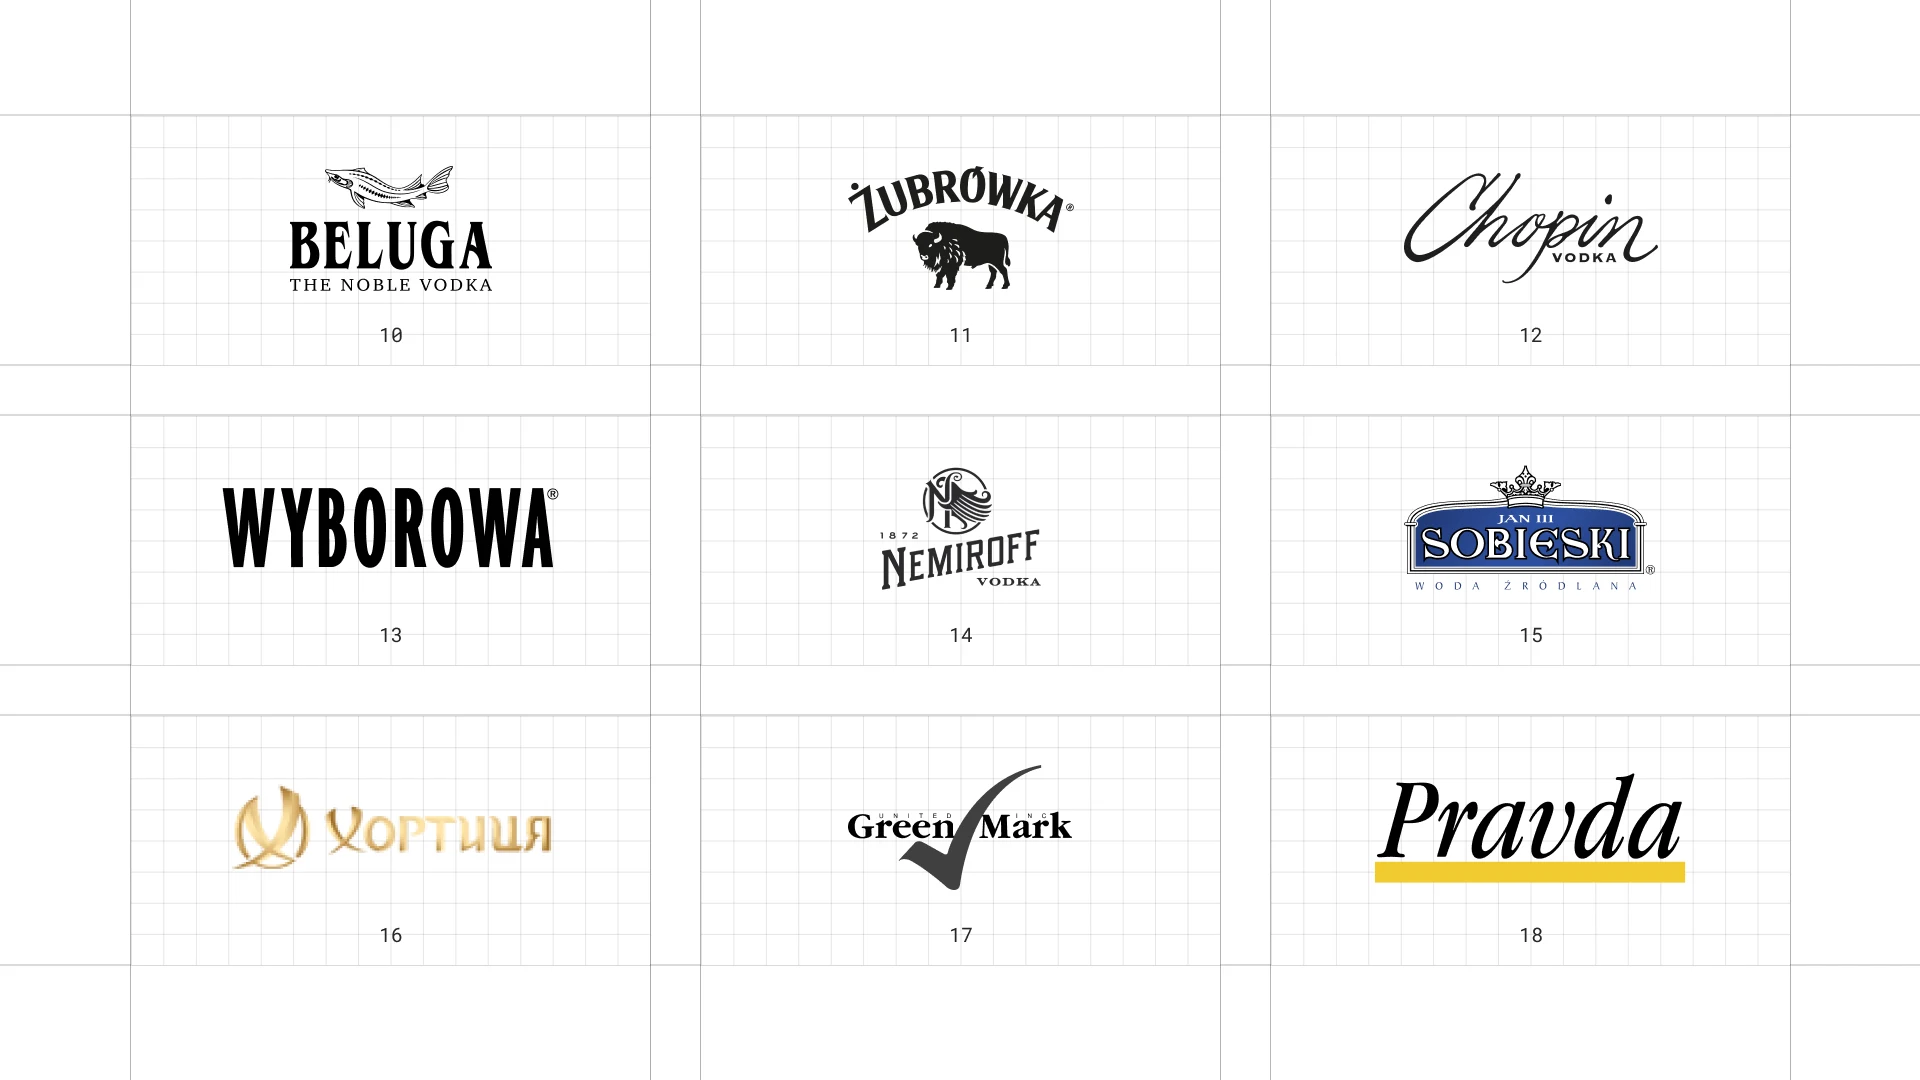 BELUGA
THE NOBLE VODKA
10
ŻUBRÓWKA®
11
Chopin
VODKA
12
WYBOROWA®
13
1872
NEMIROFF
VODKA
14
JAN III
SOBIESKI®
WODA ŹRÓDLANA
15
Хортиця
16
UNITED INC
Green Mark
17
Pravda
18